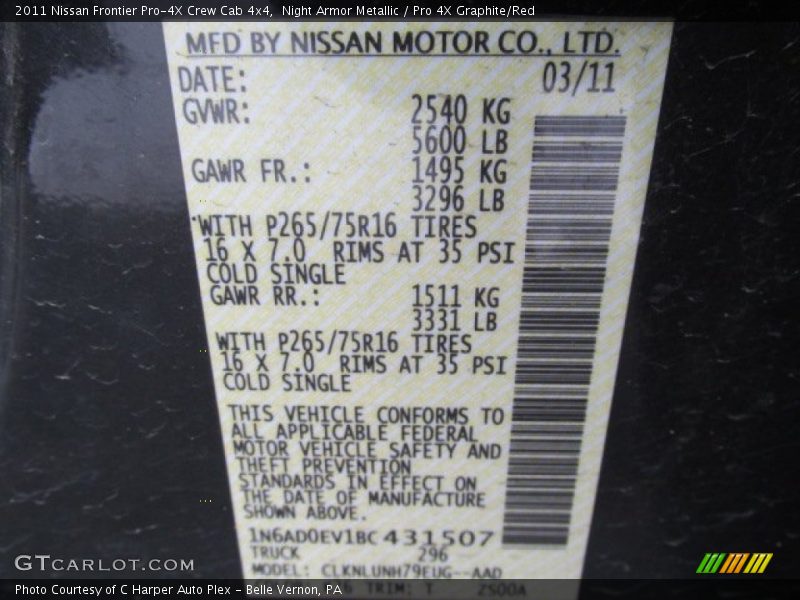 2011 Nissan Frontier Pro-4X Crew Cab 4x4, Night Armor Metallic / Pro 4X Graphite/Red
MFD BY NISSAN MOTOR CO., LTD.
DATE: 03/11
GVWR: 2540 KG
5600 LB
GAWR FR.: 1495 KG
3296 LB
WITH P265/75R16 TIRES
16 X 7.0 RIMS AT 35 PSI
COLD SINGLE
GAWR RR.: 1511 KG
3331 LB
WITH P265/75R16 TIRES
16 X 7.0 RIMS AT 35 PSI
COLD SINGLE
THIS VEHICLE CONFORMS TO
ALL APPLICABLE FEDERAL
MOTOR VEHICLE SAFETY AND
THEFT PREVENTION
STANDARDS IN EFFECT ON
THE DATE OF MANUFACTURE
SHOWN ABOVE.
1N6AD0EV1BC431507
TRUCK 296
MODEL: CLKNLUNH79EUG--AAD
TRIM: T
GTCARLOT.COM
Photo Courtesy of C Harper Auto Plex - Belle Vernon, PA